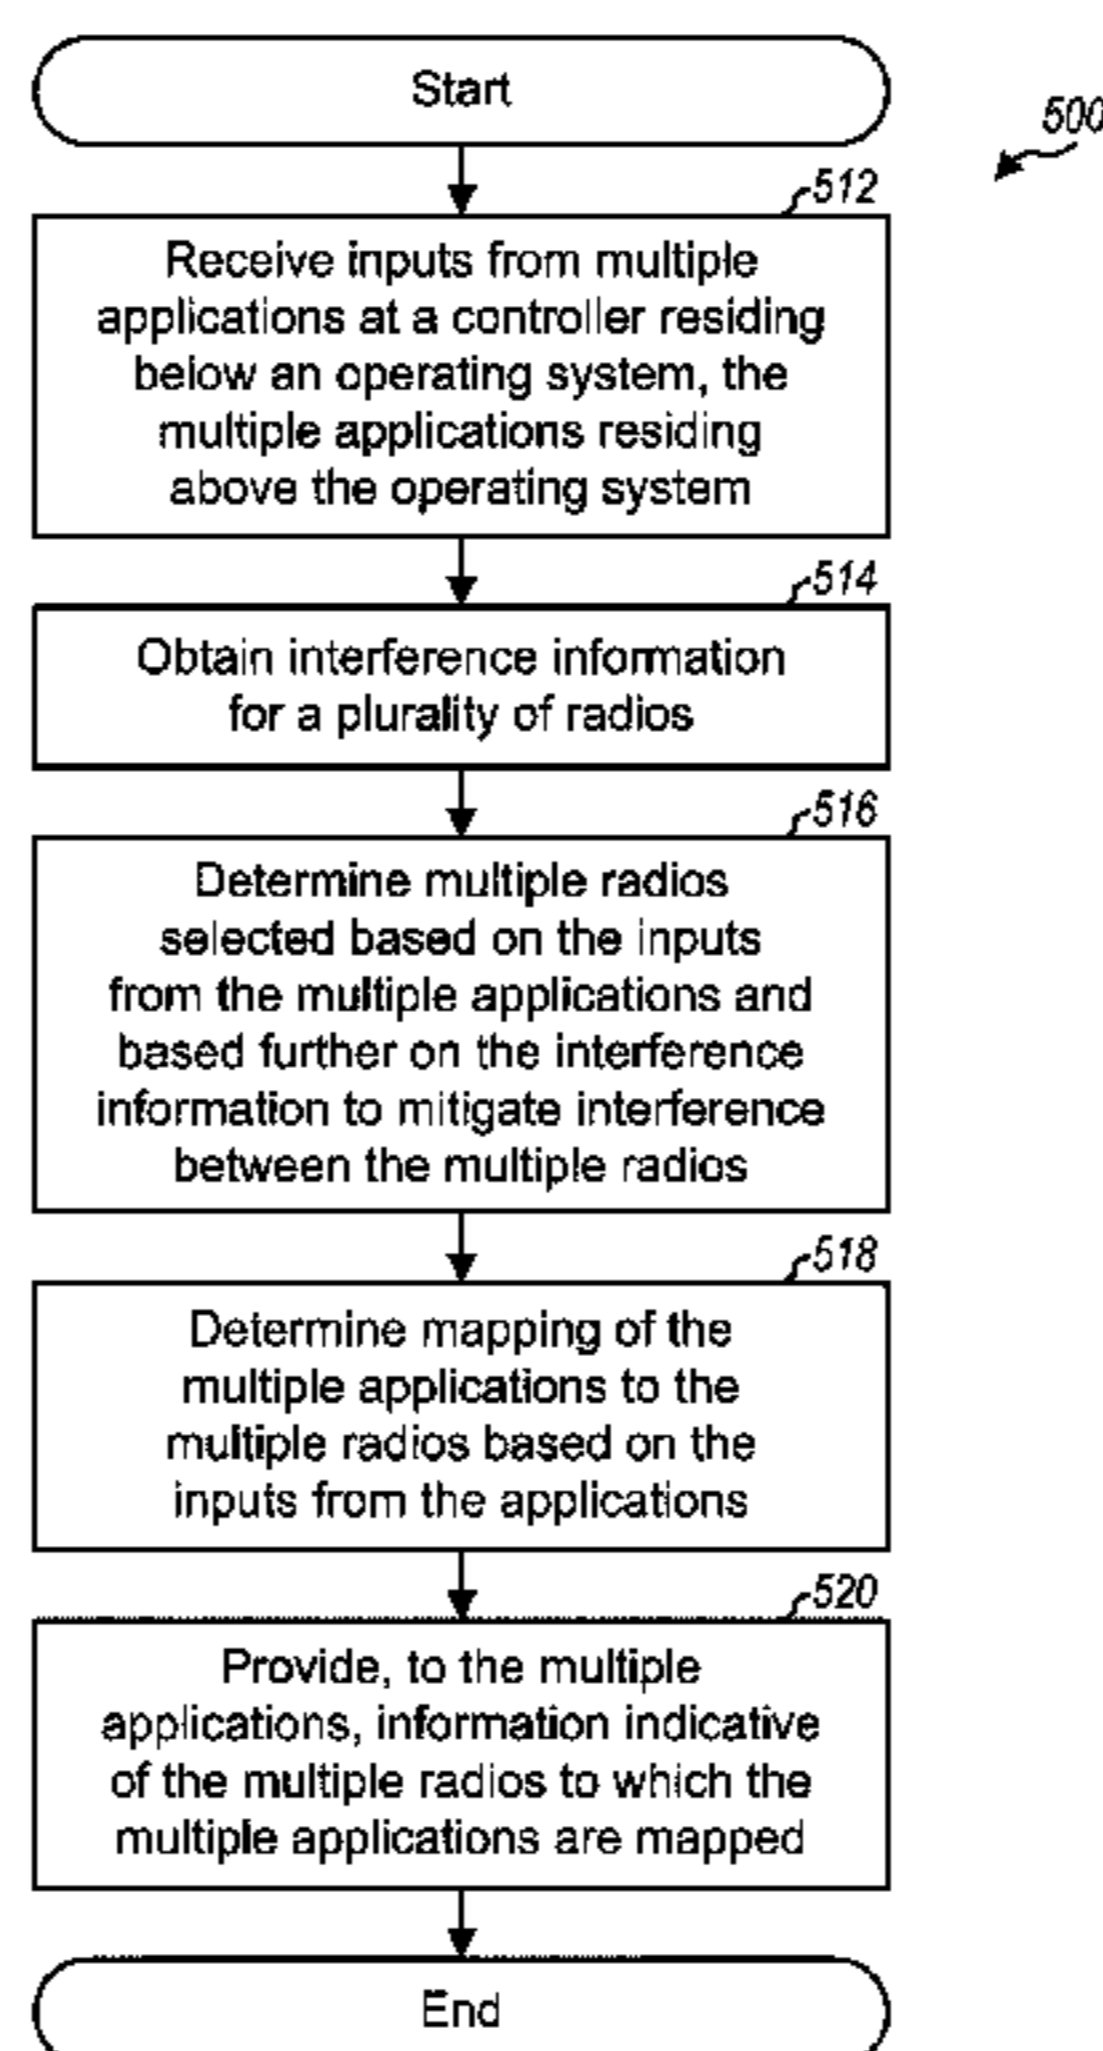 Start
500
512
Receive inputs from multiple
applications at a controller residing
below an operating system, the
multiple applications residing
above the operating system
514
Obtain interference information
for a plurality of radios
516
Determine multiple radios
selected based on the inputs
from the multiple applications and
based further on the interference
information to mitigate interference
between the multiple radios
518
Determine mapping of the
multiple applications to the
multiple radios based on the
inputs from the applications
520
Provide, to the multiple
applications, information indicative
of the multiple radios to which the
multiple applications are mapped
End